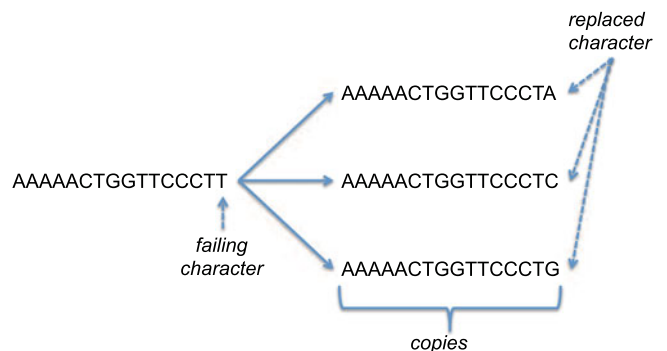 replaced
character
AAAAACTGGTTCCCTA
AAAAACTGGTTCCCTT
AAAAACTGGTTCCCTC
failing
character
AAAAACTGGTTCCCTG
copies